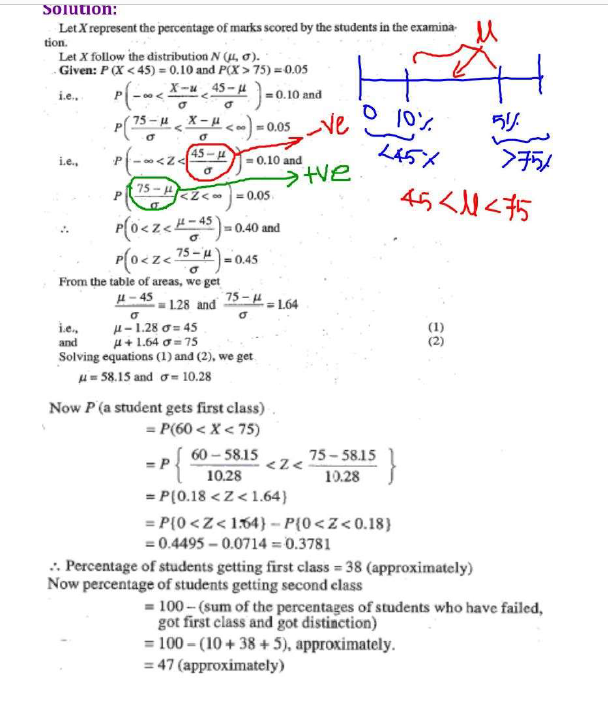 Solution:
Let X represent the percentage of marks scored by the students in the examina-
tion.
Let X follow the distribution N (μ, σ).
Given: P (X < 45) = 0.10 and P(X > 75) = 0.05
i.e., P(-∞ < (X-μ)/σ < (45-μ)/σ) = 0.10 and
P((75-μ)/σ < (X-μ)/σ < ∞) = 0.05
i.e., P(-∞ < Z < (45-μ)/σ) = 0.10 and
P((75-μ)/σ < Z < ∞) = 0.05.
∴ P(0 < Z < (μ-45)/σ) = 0.40 and
P(0 < Z < (75-μ)/σ) = 0.45
From the table of areas, we get
(μ-45)/σ = 1.28 and (75-μ)/σ = 1.64
i.e., μ - 1.28 σ = 45 (1)
and μ + 1.64 σ = 75 (2)
Solving equations (1) and (2), we get
μ = 58.15 and σ = 10.28
Now P (a student gets first class)
= P(60 < X < 75)
= P{(60 - 58.15)/10.28 < Z < (75 - 58.15)/10.28}
= P{0.18 < Z < 1.64}
= P{0 < Z < 1.64} - P{0 < Z < 0.18}
= 0.4495 - 0.0714 = 0.3781
∴ Percentage of students getting first class = 38 (approximately)
Now percentage of students getting second class
= 100 - (sum of the percentages of students who have failed,
got first class and got distinction)
= 100 - (10 + 38 + 5), approximately.
= 47 (approximately)
μ
0 10% 5%
<45% >75%
-ve
+ve
45 < μ < 75